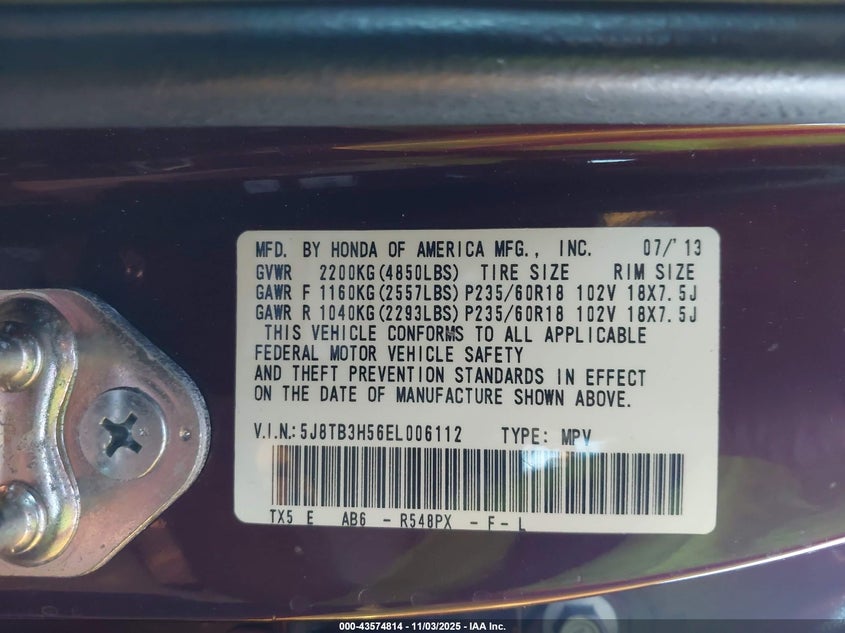 MFD. BY HONDA OF AMERICA MFG., INC. 07/'13
GVWR 2200KG(4850LBS) TIRE SIZE RIM SIZE
GAWR F 1160KG(2557LBS) P235/60R18 102V 18X7.5J
GAWR R 1040KG(2293LBS) P235/60R18 102V 18X7.5J
THIS VEHICLE CONFORMS TO ALL APPLICABLE
FEDERAL MOTOR VEHICLE SAFETY
AND THEFT PREVENTION STANDARDS IN EFFECT
ON THE DATE OF MANUFACTURE SHOWN ABOVE.
V.I.N.:5J8TB3H56EL006112 TYPE: MPV
TX5 E AB6 - R548PX - F - L
000-43574814 - 11/03/2025 - IAA Inc.